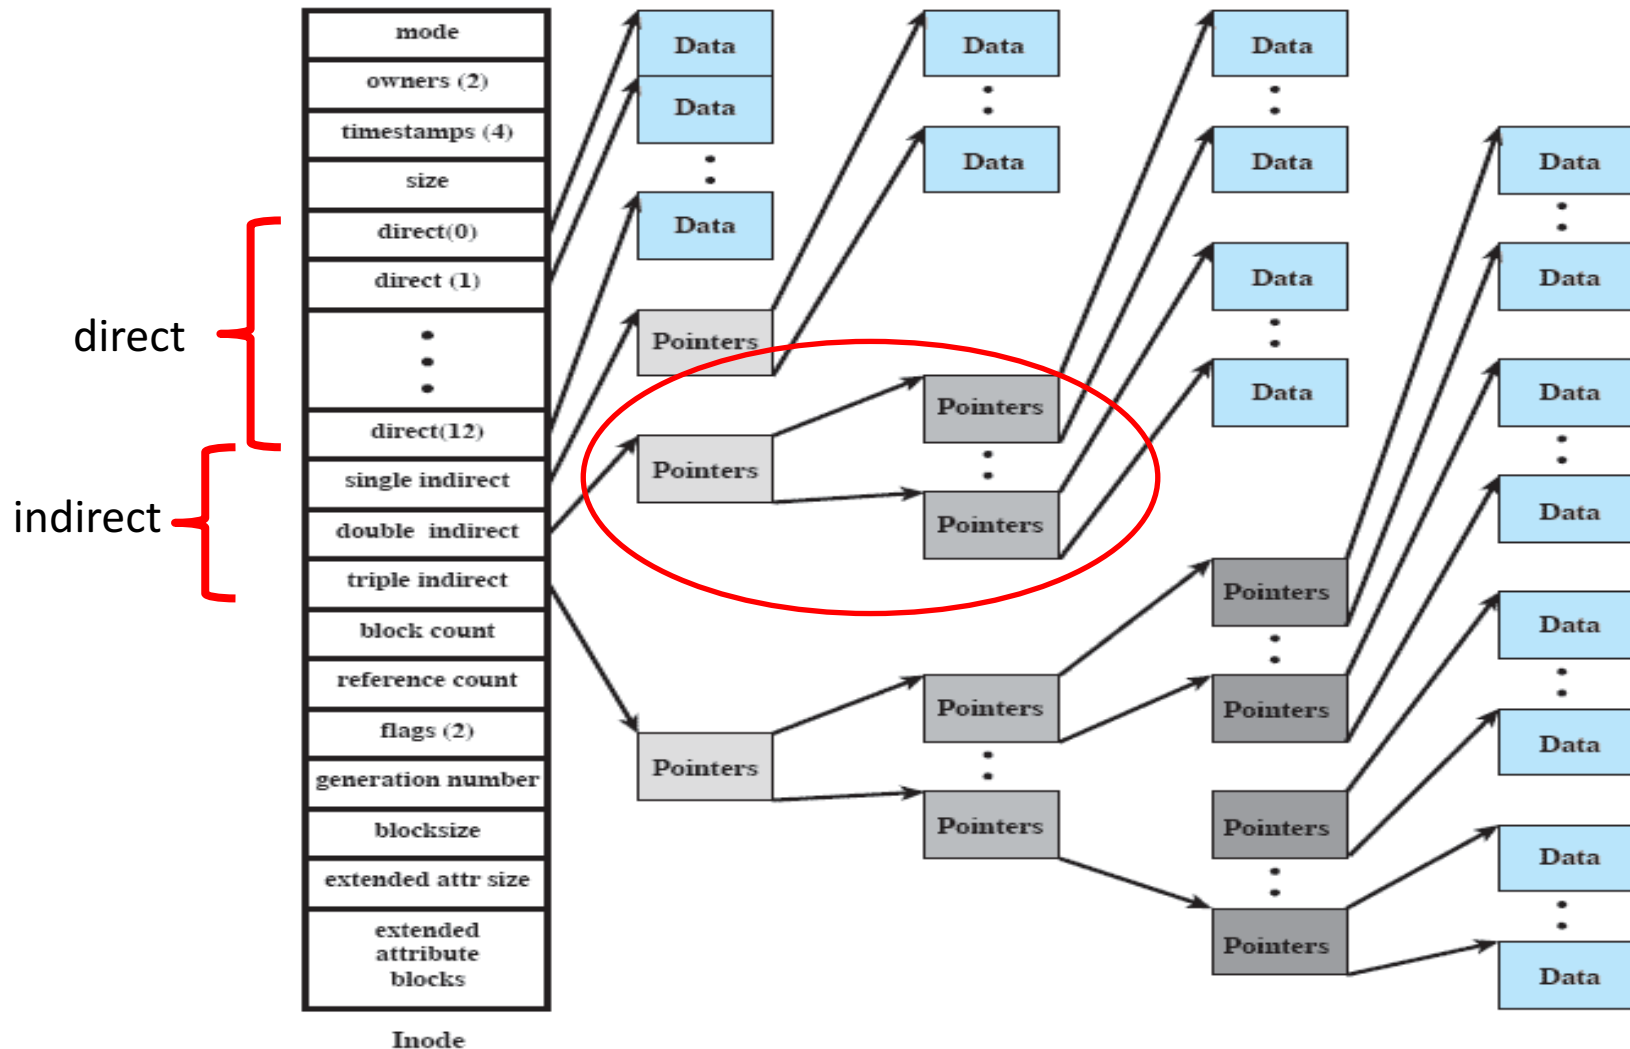 mode
owners (2)
timestamps (4)
size
direct(0)
direct (1)
direct(12)
single indirect
double indirect
triple indirect
block count
reference count
flags (2)
generation number
blocksize
extended attr size
extended
attribute
blocks
Inode
direct
indirect
Data
Data
Data
Pointers
Pointers
Pointers
Data
Data
Pointers
Pointers
Pointers
Pointers
Data
Data
Data
Data
Pointers
Pointers
Pointers
Pointers
Data
Data
Data
Data
Data
Data
Data
Data